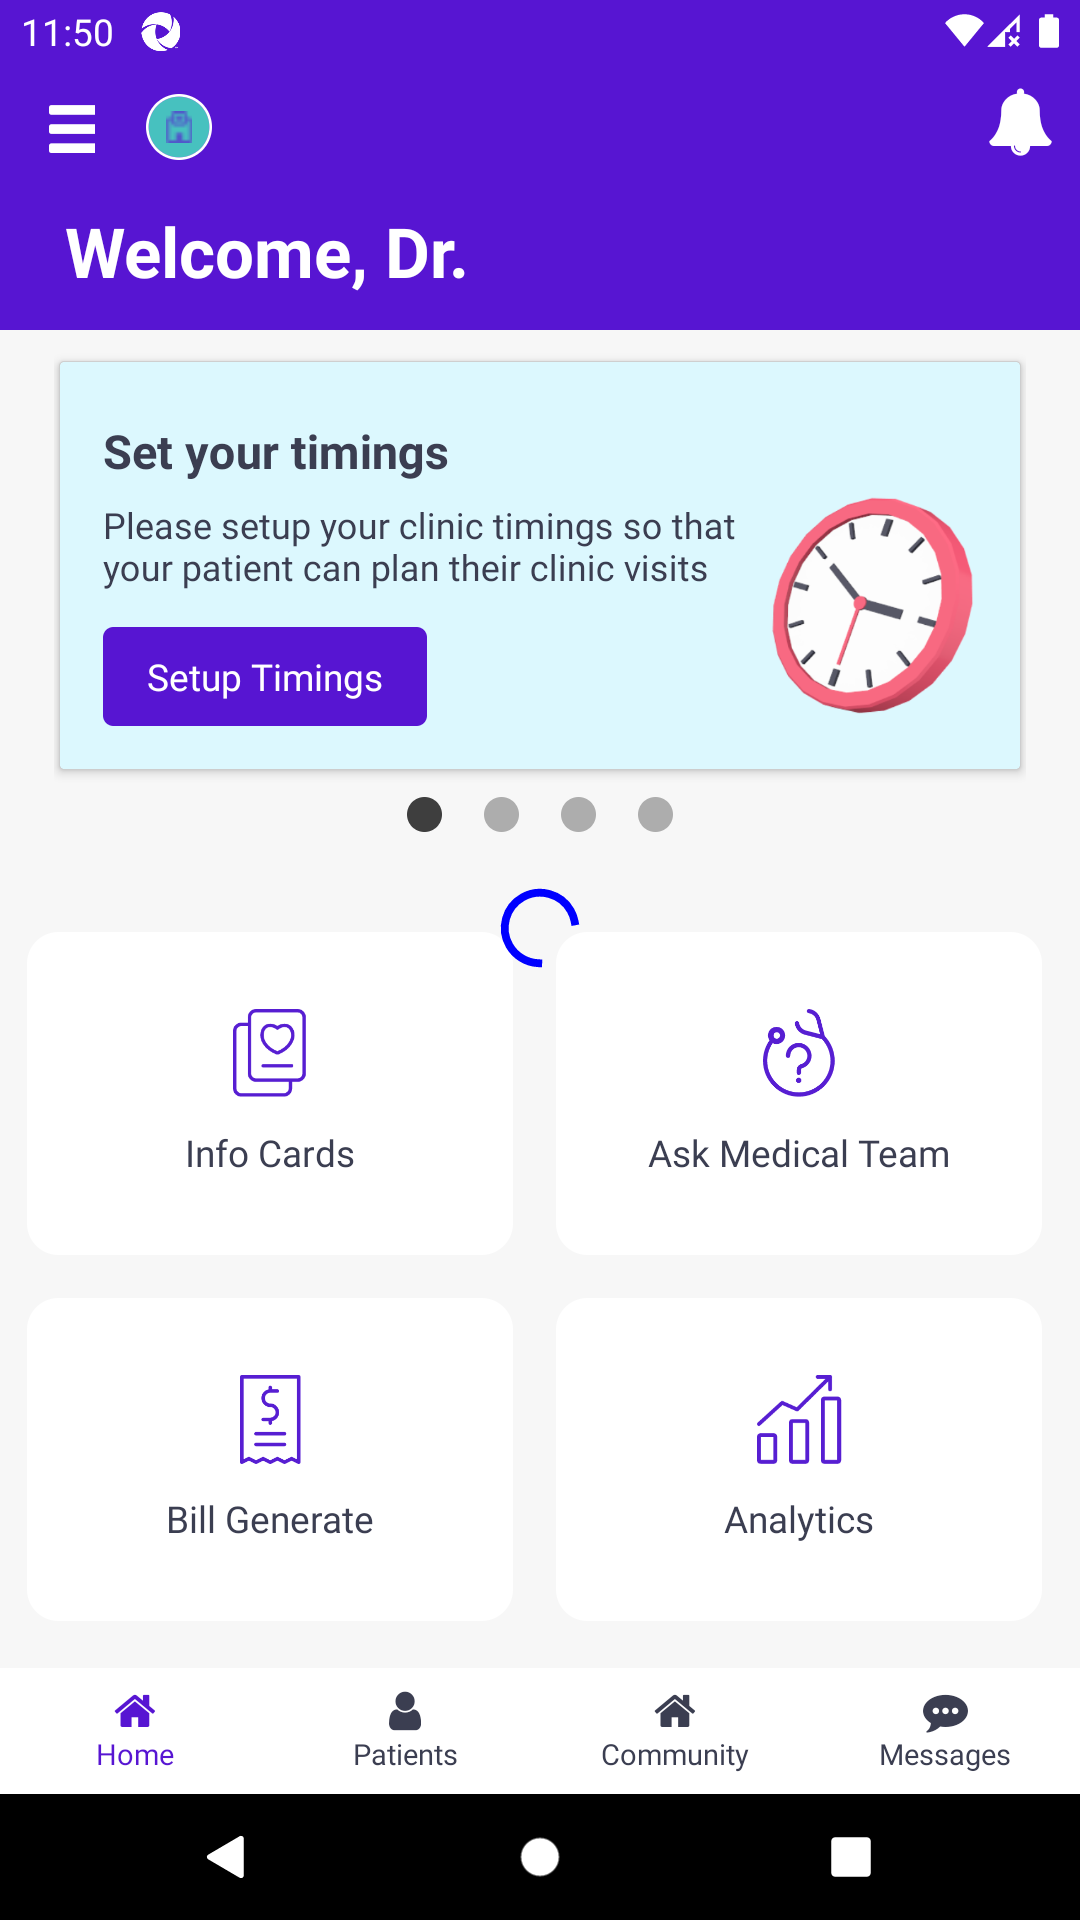 11:50
Welcome, Dr.
Set your timings
Please setup your clinic timings so that
your patient can plan their clinic visits
Setup Timings
Info Cards
Ask Medical Team
Bill Generate
Analytics
Home
Patients
Community
Messages